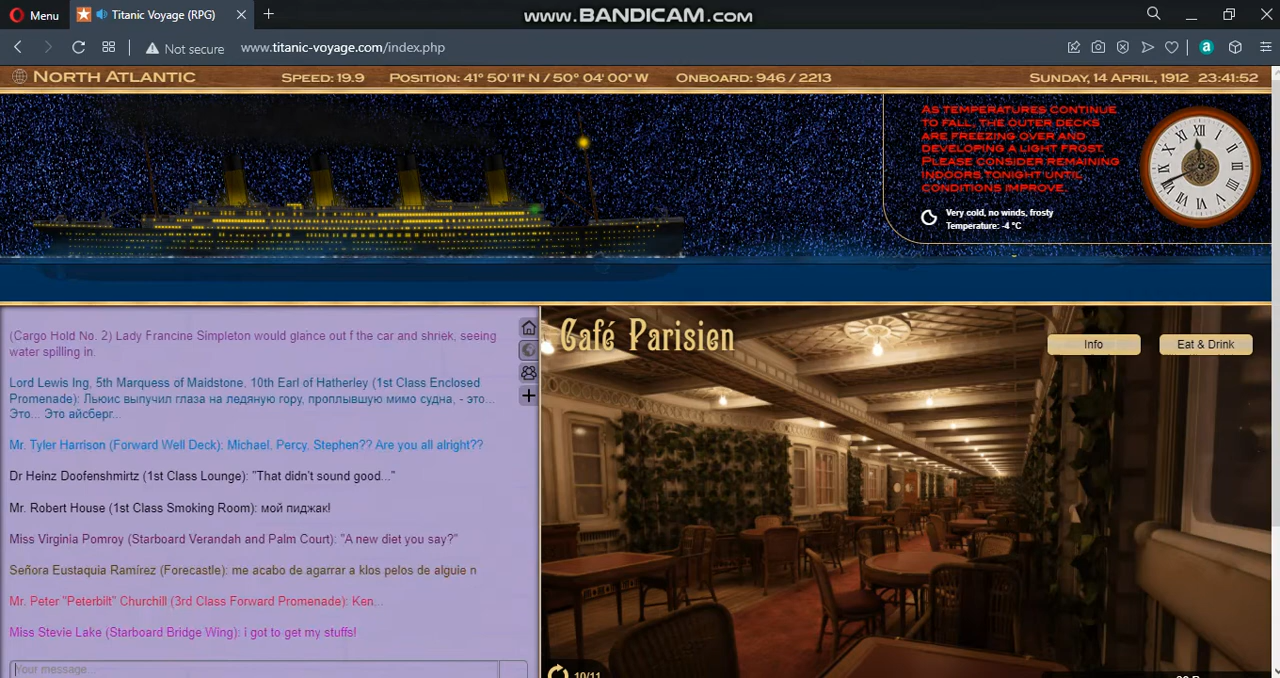 Menu
Titanic Voyage (RPG)
www.BANDICAM.com
Not secure
www.titanic-voyage.com/index.php
North Atlantic
Speed: 19.9
Position: 41° 50' 11" N / 50° 04' 00" W
Onboard: 946 / 2213
Sunday, 14 April, 1912 23:41:52
As temperatures continue
to fall, the outer decks
are freezing over and
developing a light frost.
Please consider remaining
indoors tonight until
conditions improve.
Very cold, no winds, frosty
Temperature: -4 °C
(Cargo Hold No. 2) Lady Francine Simpleton would glance out f the car and shriek, seeing
water spilling in.
Lord Lewis Ing, 5th Marquess of Maidstone, 10th Earl of Hatherley (1st Class Enclosed
Promenade): Льюис выпучил глаза на ледяную гору, проплывшую мимо судна, - это...
Это... Это айсберг...
Mr. Tyler Harrison (Forward Well Deck): Michael, Percy, Stephen?? Are you all alright??
Dr Heinz Doofenshmirtz (1st Class Lounge): "That didn't sound good..."
Mr. Robert House (1st Class Smoking Room): мой пиджак!
Miss Virginia Pomroy (Starboard Verandah and Palm Court): "A new diet you say?"
Señora Eustaquia Ramírez (Forecastle): me acabo de agarrar a klos pelos de alguie n
Mr. Peter "Peterbilt" Churchill (3rd Class Forward Promenade): Ken...
Miss Stevie Lake (Starboard Bridge Wing): i got to get my stuffs!
Your message...
Café Parisien
Info
Eat & Drink
10/11